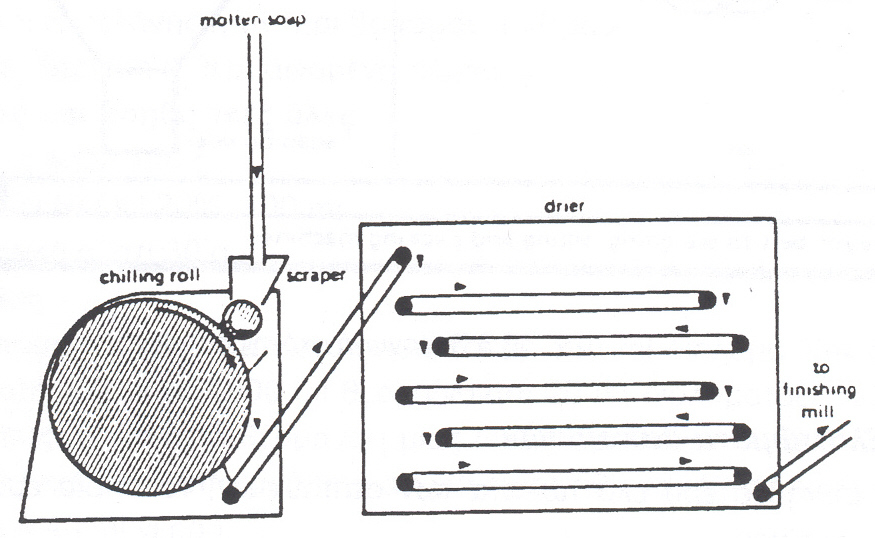 molten soap
drier
chilling roll
scraper
to
finishing
mill